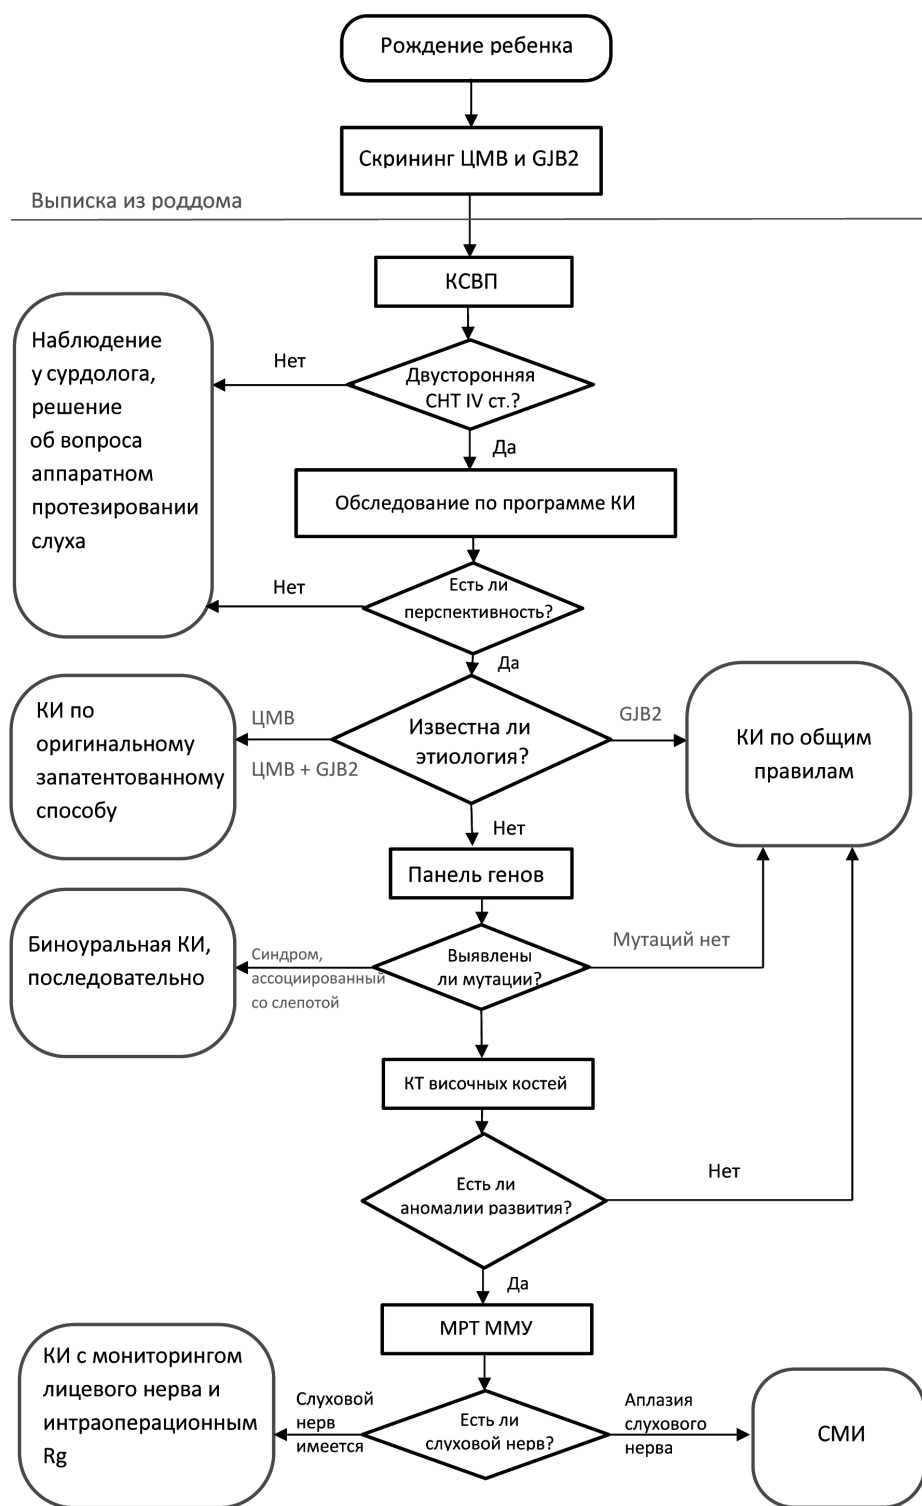 Рождение ребенка
Скрининг ЦМВ и GJB2
Выписка из роддома
КСВП
Наблюдение
у сурдолога,
решение
об вопроса
аппаратном
протезировании
слуха
Нет
Двусторонняя
СНТ IV ст.?
Да
Обследование по программе КИ
Нет
Есть ли
перспективность?
Да
КИ по
оригинальному
запатентованному
способу
ЦМВ
ЦМВ + GJB2
Известна ли
этиология?
GJB2
КИ по общим
правилам
Нет
Панель генов
Биноуральная КИ,
последовательно
Синдром,
ассоциированный
со слепотой
Выявлены
ли мутации?
Мутаций нет
КТ височных костей
Есть ли
аномалии развития?
Нет
Да
МРТ ММУ
КИ с мониторингом
лицевого нерва и
интраоперационным
Rg
Слуховой
нерв
имеется
Есть ли
слуховой нерв?
Аплазия
слухового
нерва
СМИ